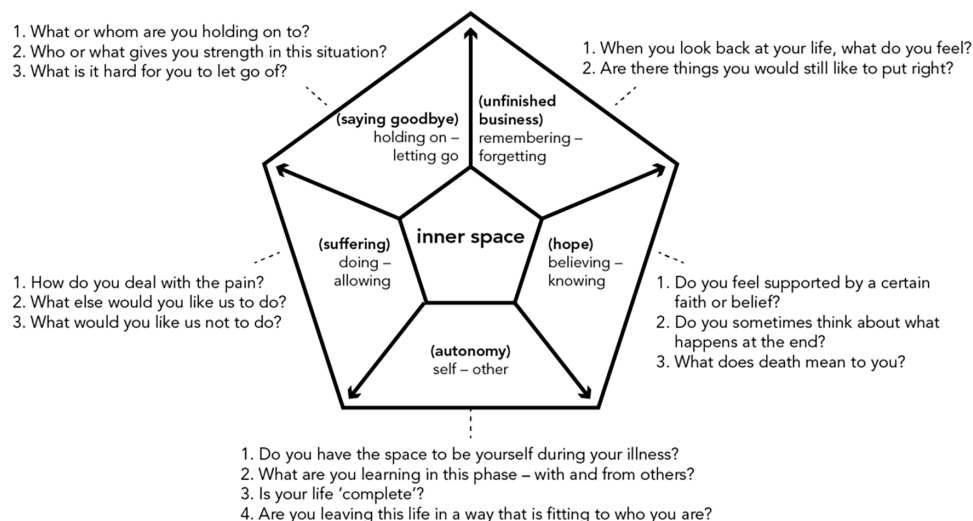 1. What or whom are you holding on to?
2. Who or what gives you strength in this situation?
3. What is it hard for you to let go of?
1. When you look back at your life, what do you feel?
2. Are there things you would still like to put right?
(saying goodbye)
holding on –
letting go
(unfinished
business)
remembering –
forgetting
inner space
(suffering)
doing –
allowing
(hope)
believing –
knowing
1. How do you deal with the pain?
2. What else would you like us to do?
3. What would you like us not to do?
1. Do you feel supported by a certain
faith or belief?
2. Do you sometimes think about what
happens at the end?
3. What does death mean to you?
(autonomy)
self – other
1. Do you have the space to be yourself during your illness?
2. What are you learning in this phase – with and from others?
3. Is your life ‘complete’?
4. Are you leaving this life in a way that is fitting to who you are?